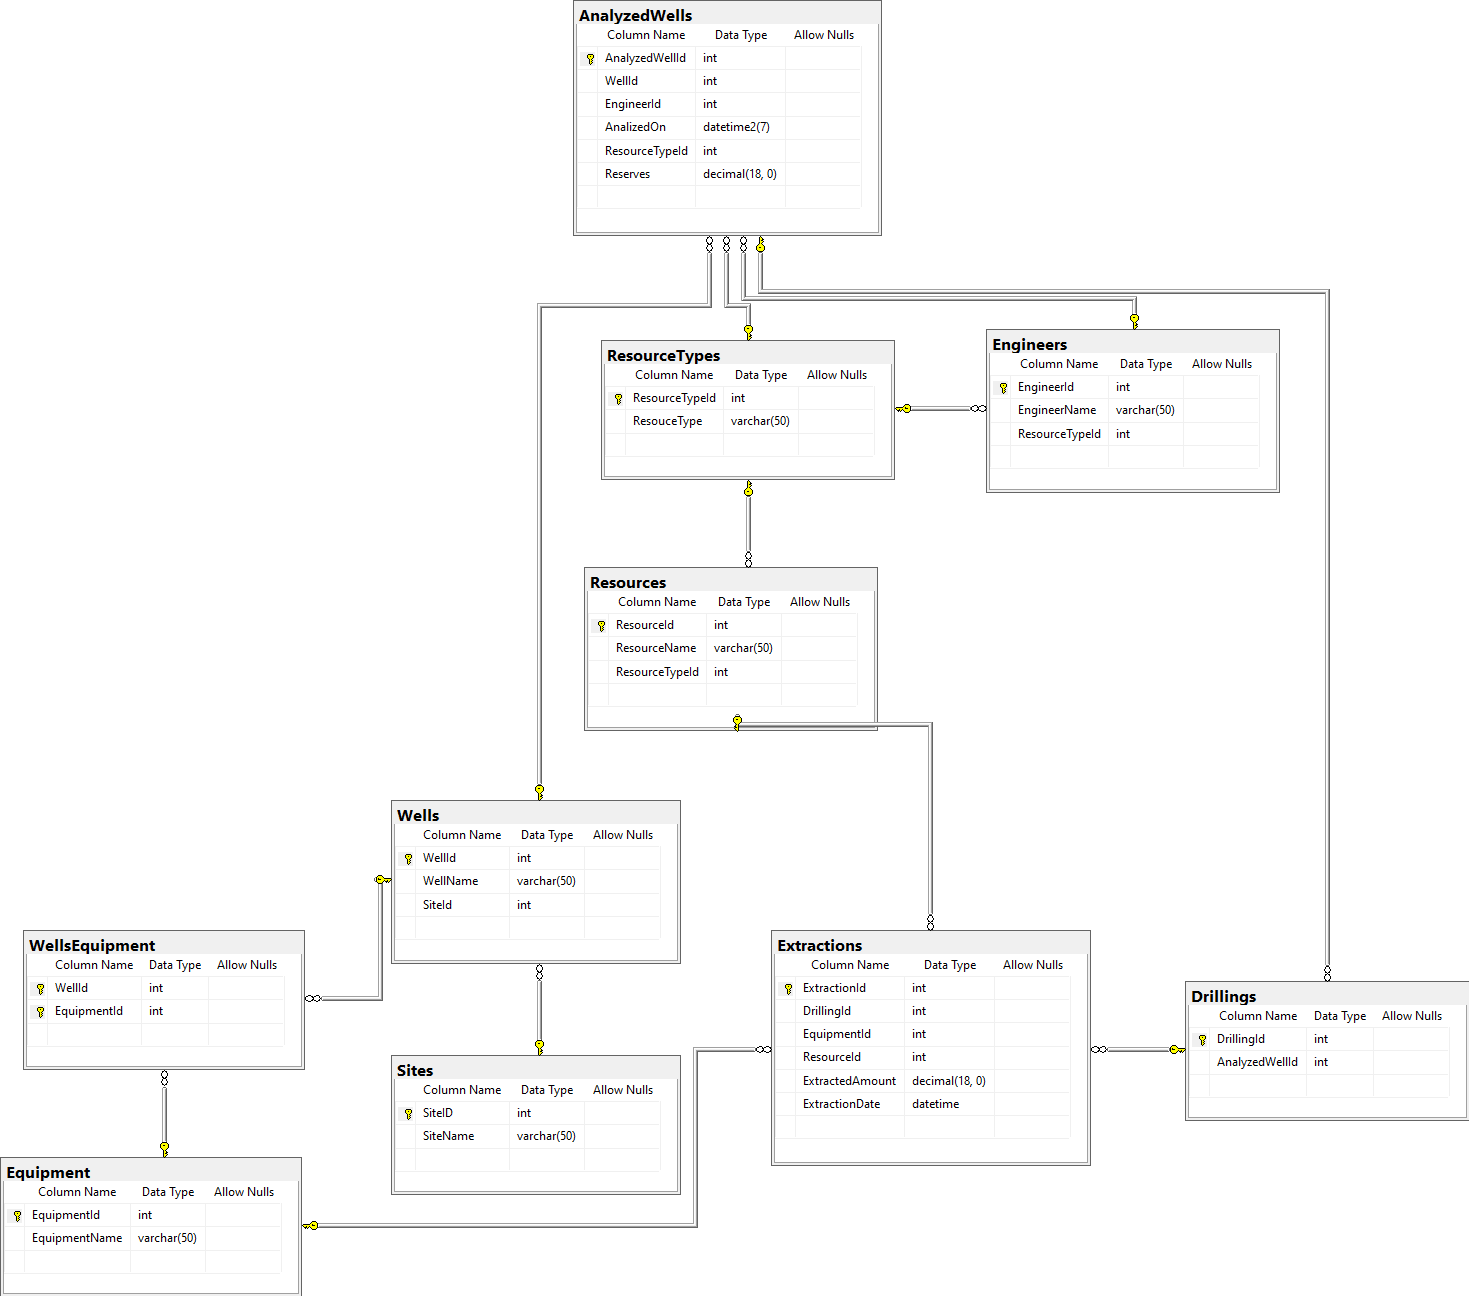 AnalyzedWells
Column Name Data Type Allow Nulls
AnalyzedWellId int
WellId int
EngineerId int
AnalizedOn datetime2(7)
ResourceTypeId int
Reserves decimal(18, 0)
ResourceTypes
Column Name Data Type Allow Nulls
ResourceTypeId int
ResouceType varchar(50)
Engineers
Column Name Data Type Allow Nulls
EngineerId int
EngineerName varchar(50)
ResourceTypeId int
Resources
Column Name Data Type Allow Nulls
ResourceId int
ResourceName varchar(50)
ResourceTypeId int
Wells
Column Name Data Type Allow Nulls
WellId int
WellName varchar(50)
SiteId int
WellsEquipment
Column Name Data Type Allow Nulls
WellId int
EquipmentId int
Extractions
Column Name Data Type Allow Nulls
ExtractionId int
DrillingId int
EquipmentId int
ResourceId int
ExtractedAmount decimal(18, 0)
ExtractionDate datetime
Drillings
Column Name Data Type Allow Nulls
DrillingId int
AnalyzedWellId int
Sites
Column Name Data Type Allow Nulls
SiteID int
SiteName varchar(50)
Equipment
Column Name Data Type Allow Nulls
EquipmentId int
EquipmentName varchar(50)